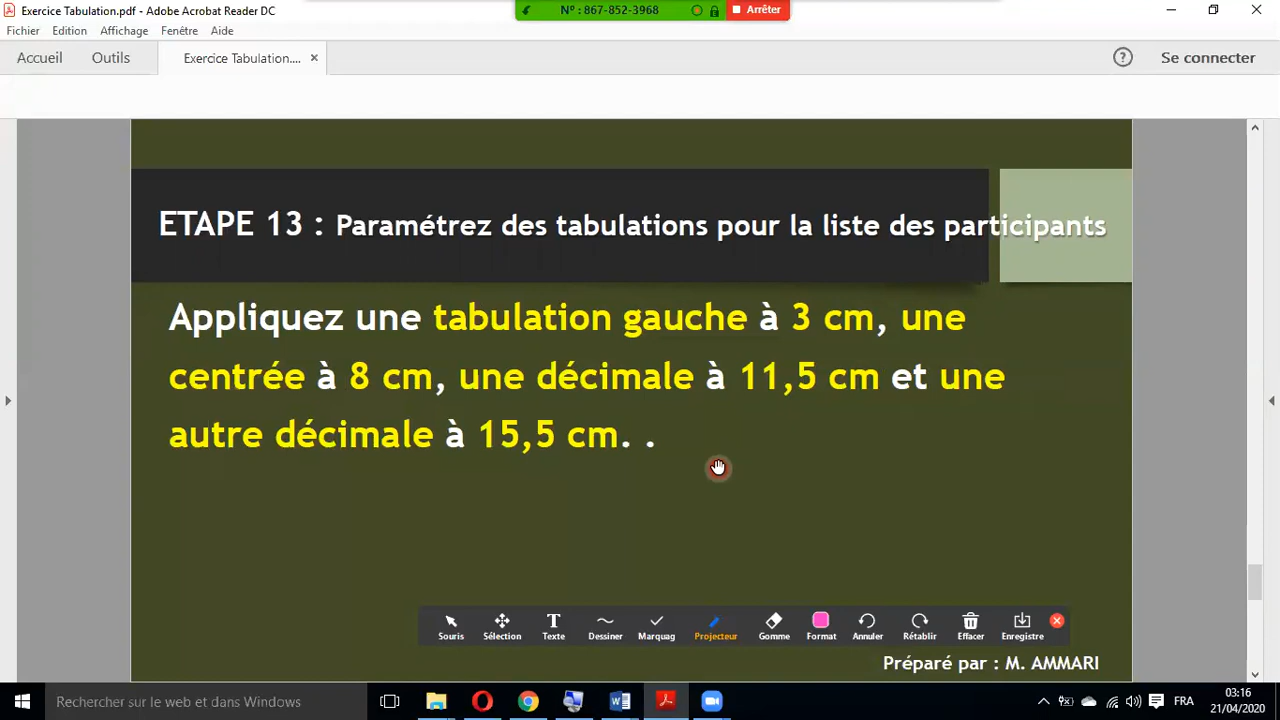 Exercice Tabulation.pdf - Adobe Acrobat Reader DC
N° : 867-852-3968
Arrêter
Fichier Edition Affichage Fenêtre Aide
Accueil Outils Exercice Tabulation.... × ? Se connecter
ETAPE 13 : Paramétrez des tabulations pour la liste des participants
Appliquez une tabulation gauche à 3 cm, une
centrée à 8 cm, une décimale à 11,5 cm et une
autre décimale à 15,5 cm. .
Souris Sélection Texte Dessiner Marquag Projecteur Gomme Format Annuler Rétablir Effacer Enregistre
Préparé par : M. AMMARI
Rechercher sur le web et dans Windows
FRA
03:16
21/04/2020